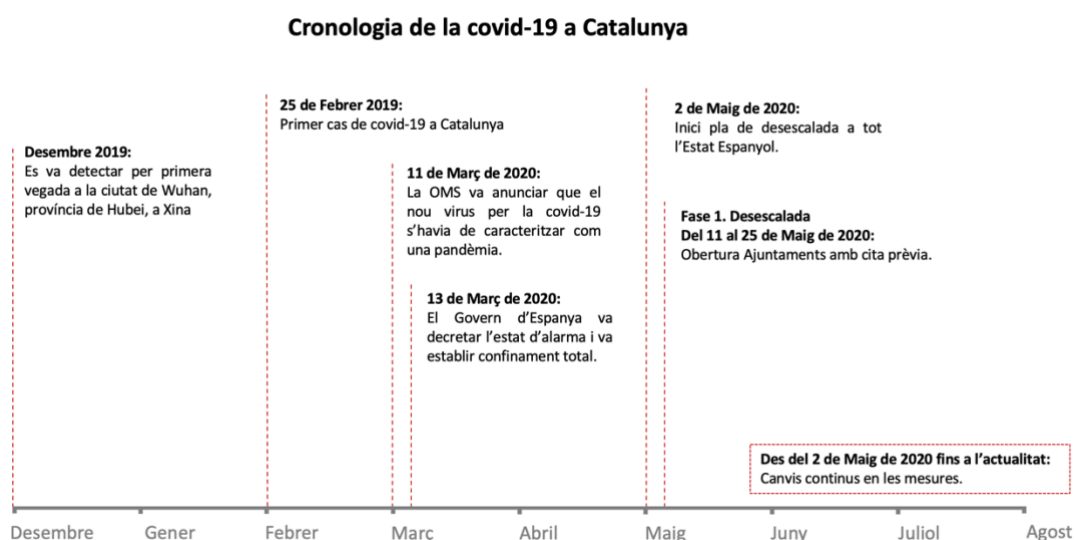 Cronologia de la covid-19 a Catalunya
Desembre 2019:
Es va detectar per primera
vegada a la ciutat de Wuhan,
província de Hubei, a Xina
25 de Febrer 2019:
Primer cas de covid-19 a Catalunya
11 de Març de 2020:
La OMS va anunciar que el
nou virus per la covid-19
s’havia de caracteritzar com
una pandèmia.
13 de Març de 2020:
El Govern d’Espanya va
decretar l’estat d’alarma i va
establir confinament total.
2 de Maig de 2020:
Inici pla de desescalada a tot
l’Estat Espanyol.
Fase 1. Desescalada
Del 11 al 25 de Maig de 2020:
Obertura Ajuntaments amb cita prèvia.
Des del 2 de Maig de 2020 fins a l’actualitat:
Canvis continus en les mesures.
Desembre Gener Febrer Març Abril Maig Juny Juliol Agost